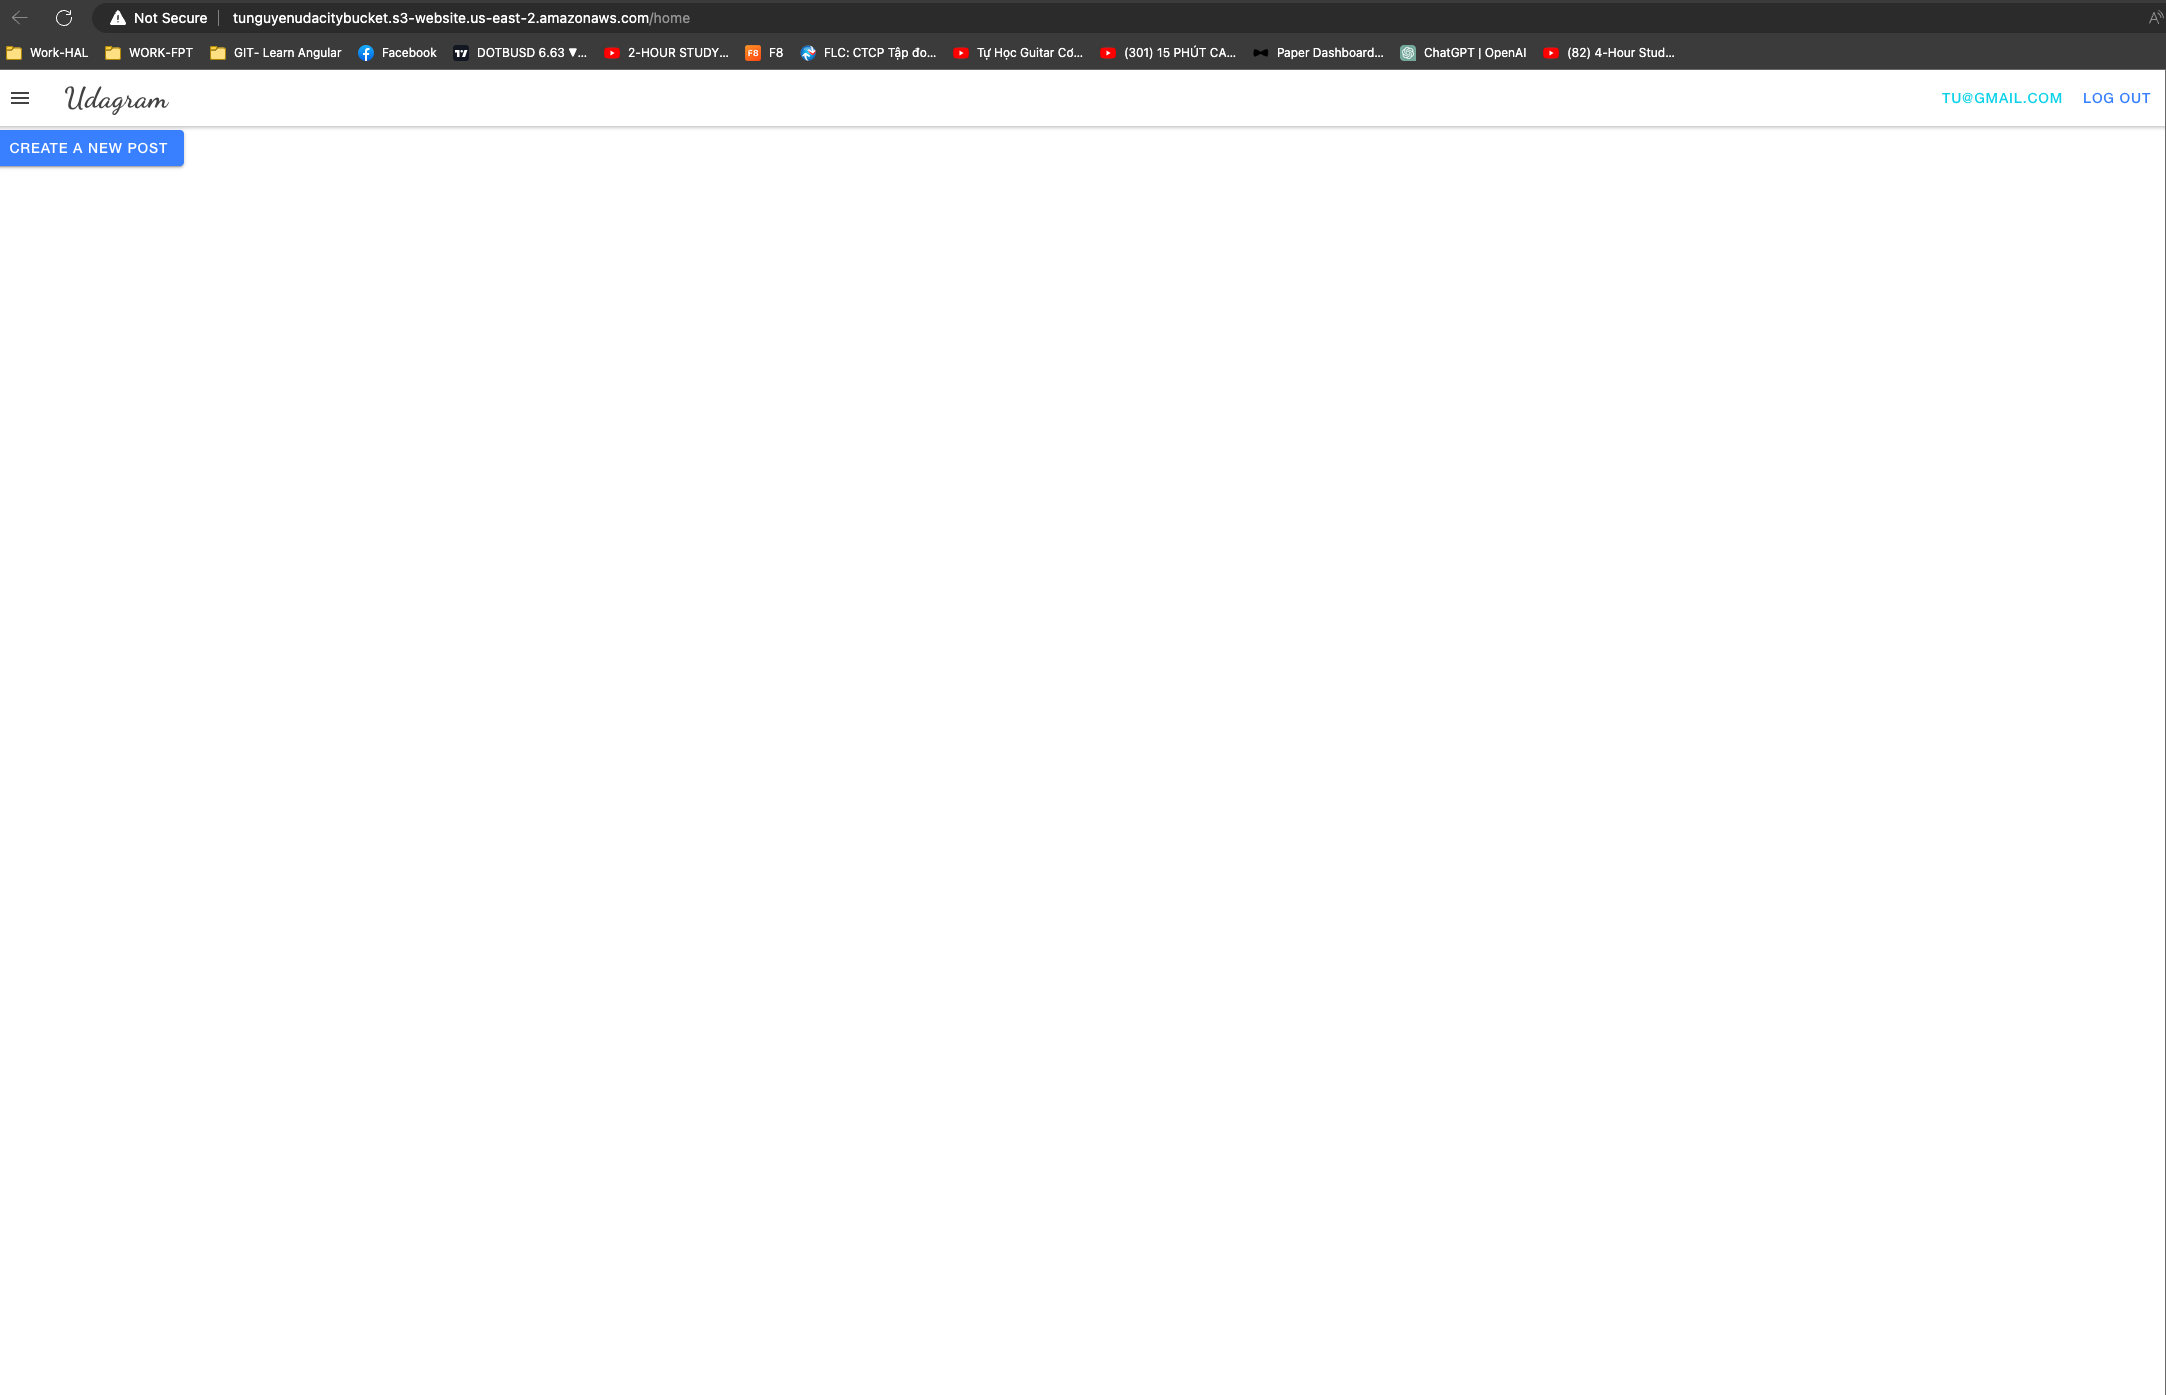 Not Secure tunguyenudacitybucket.s3-website.us-east-2.amazonaws.com/home
Work-HAL WORK-FPT GIT- Learn Angular Facebook DOTBUSD 6.63 ▼... 2-HOUR STUDY... F8 F8 FLC: CTCP Tập đo... Tự Học Guitar Cơ... (301) 15 PHÚT CA... Paper Dashboard... ChatGPT | OpenAI (82) 4-Hour Stud...
Udagram TU@GMAIL.COM LOG OUT
CREATE A NEW POST